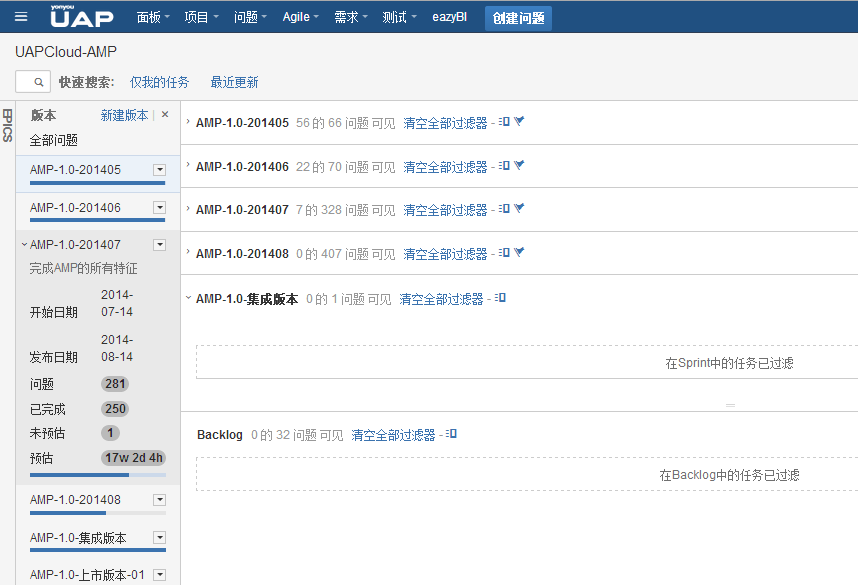 yonyou
UAP 面板 项目 问题 Agile 需求 测试 eazyBI 创建问题
UAPCloud-AMP
快速搜索: 仅我的任务 最近更新
EPICS
版本 新建版本 ×
全部问题
AMP-1.0-201405
AMP-1.0-201406
AMP-1.0-201407
完成AMP的所有特征
开始日期 2014-
07-14
发布日期 2014-
08-14
问题 281
已完成 250
未预估 1
预估 17w 2d 4h
AMP-1.0-201408
AMP-1.0-集成版本
AMP-1.0-上市版本-01
AMP-1.0-201405 56 的 66 问题 可见 清空全部过滤器 -
AMP-1.0-201406 22 的 70 问题 可见 清空全部过滤器 -
AMP-1.0-201407 7 的 328 问题 可见 清空全部过滤器 -
AMP-1.0-201408 0 的 407 问题 可见 清空全部过滤器 -
AMP-1.0-集成版本 0 的 1 问题 可见 清空全部过滤器 -
在Sprint中的任务已过滤
Backlog 0 的 32 问题 可见 清空全部过滤器 -
在Backlog中的任务已过滤